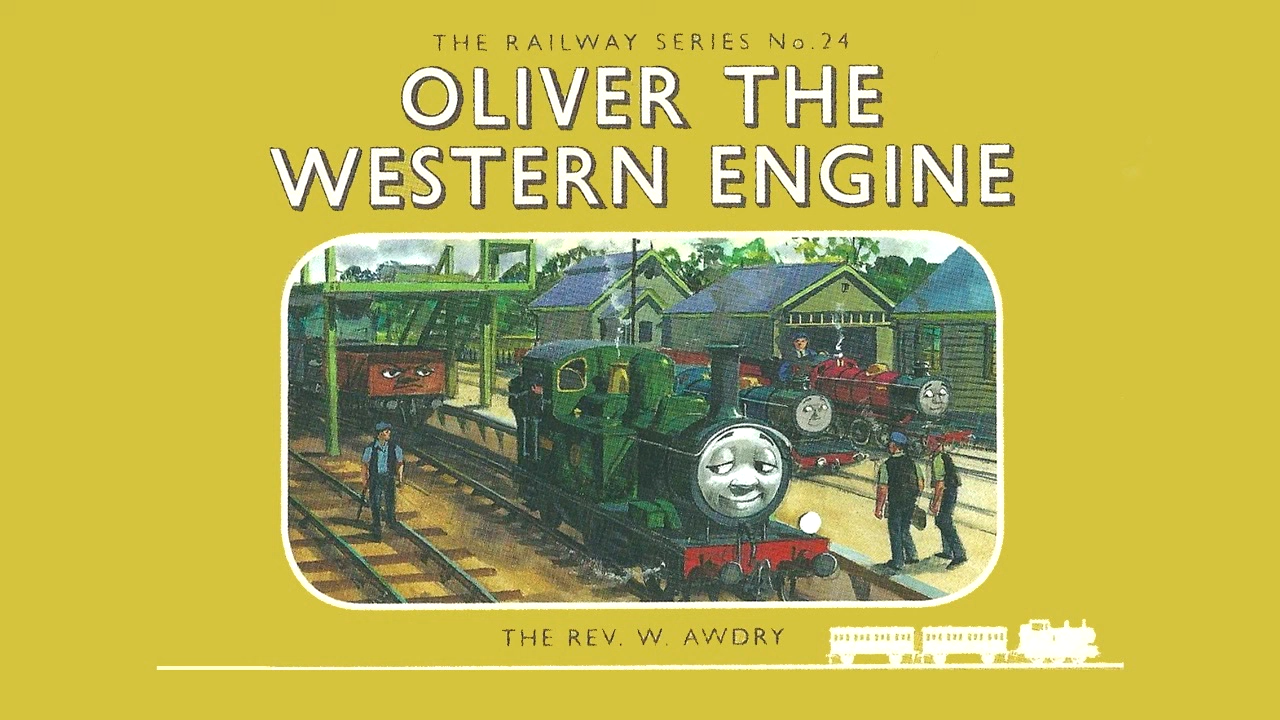 THE RAILWAY SERIES No.24
OLIVER THE
WESTERN ENGINE
THE REV. W. AWDRY